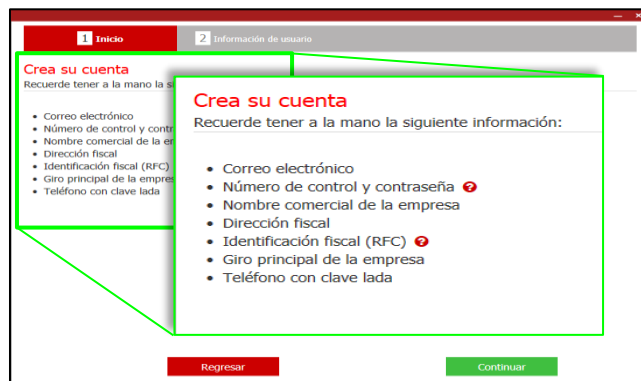 1 Inicio
2 Información de usuario
Crea su cuenta
Recuerde tener a la mano la
• Correo electrónico
• Número de control y contr
• Nombre comercial de la e
• Dirección fiscal
• Identificación fiscal (RFC)
• Giro principal de la empres
• Teléfono con clave lada
Crea su cuenta
Recuerde tener a la mano la siguiente información:
• Correo electrónico
• Número de control y contraseña ?
• Nombre comercial de la empresa
• Dirección fiscal
• Identificación fiscal (RFC) ?
• Giro principal de la empresa
• Teléfono con clave lada
Regresar
Continuar